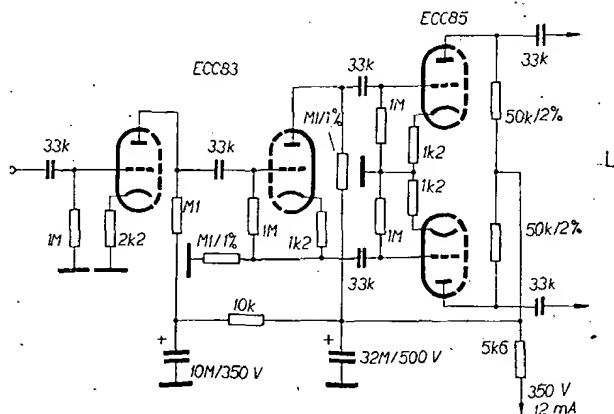 ECC85
ECC83
33k
33k
M1/1%
1M
50k/2%
33k
33k
1k2
1k2
M1
1M
1M
2k2
M1/1%
1k2
1M
50k/2%
33k
33k
10k
5k6
+
10M/350 V
+
32M/500 V
350 V
12 mA